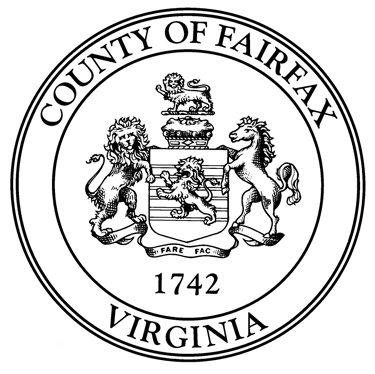 COUNTY OF FAIRFAX
FARE FAC
1742
VIRGINIA